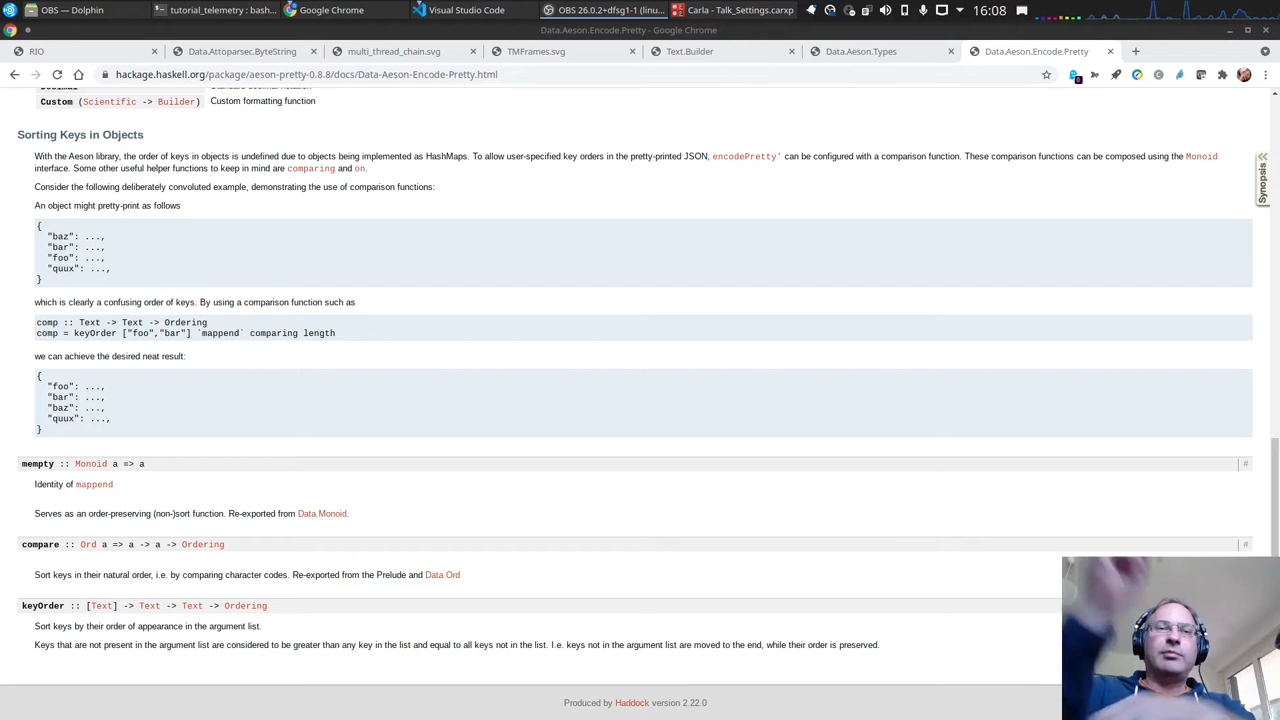 OBS — Dolphin
tutorial_telemetry : bas...
Google Chrome
Visual Studio Code
OBS 26.0.2+dfsg1-1 (linu...
Carla - Talk_Settings.carxp
16:08
Data.Aeson.Encode.Pretty - Google Chrome
RIO
Data.Attoparsec.ByteString
multi_thread_chain.svg
TMFrames.svg
Text.Builder
Data.Aeson.Types
Data.Aeson.Encode.Pretty
hackage.haskell.org/package/aeson-pretty-0.8.8/docs/Data-Aeson-Encode-Pretty.html
Custom (Scientific -> Builder) Custom formatting function
Sorting Keys in Objects
With the Aeson library, the order of keys in objects is undefined due to objects being implemented as HashMaps. To allow user-specified key orders in the pretty-printed JSON, encodePretty' can be configured with a comparison function. These comparison functions can be composed using the Monoid
interface. Some other useful helper functions to keep in mind are comparing and on.
Consider the following deliberately convoluted example, demonstrating the use of comparison functions:
An object might pretty-print as follows
{
"baz": ...,
"bar": ...,
"foo": ...,
"quux": ...,
}
which is clearly a confusing order of keys. By using a comparison function such as
comp :: Text -> Text -> Ordering
comp = keyOrder ["foo","bar"] `mappend` comparing length
we can achieve the desired neat result:
{
"foo": ...,
"bar": ...,
"baz": ...,
"quux": ...,
}
Synopsis
mempty :: Monoid a => a #
Identity of mappend
Serves as an order-preserving (non-)sort function. Re-exported from Data.Monoid.
compare :: Ord a => a -> a -> Ordering #
Sort keys in their natural order, i.e. by comparing character codes. Re-exported from the Prelude and Data.Ord
keyOrder :: [Text] -> Text -> Text -> Ordering
Sort keys by their order of appearance in the argument list.
Keys that are not present in the argument list are considered to be greater than any key in the list and equal to all keys not in the list. I.e. keys not in the argument list are moved to the end, while their order is preserved.
Produced by Haddock version 2.22.0